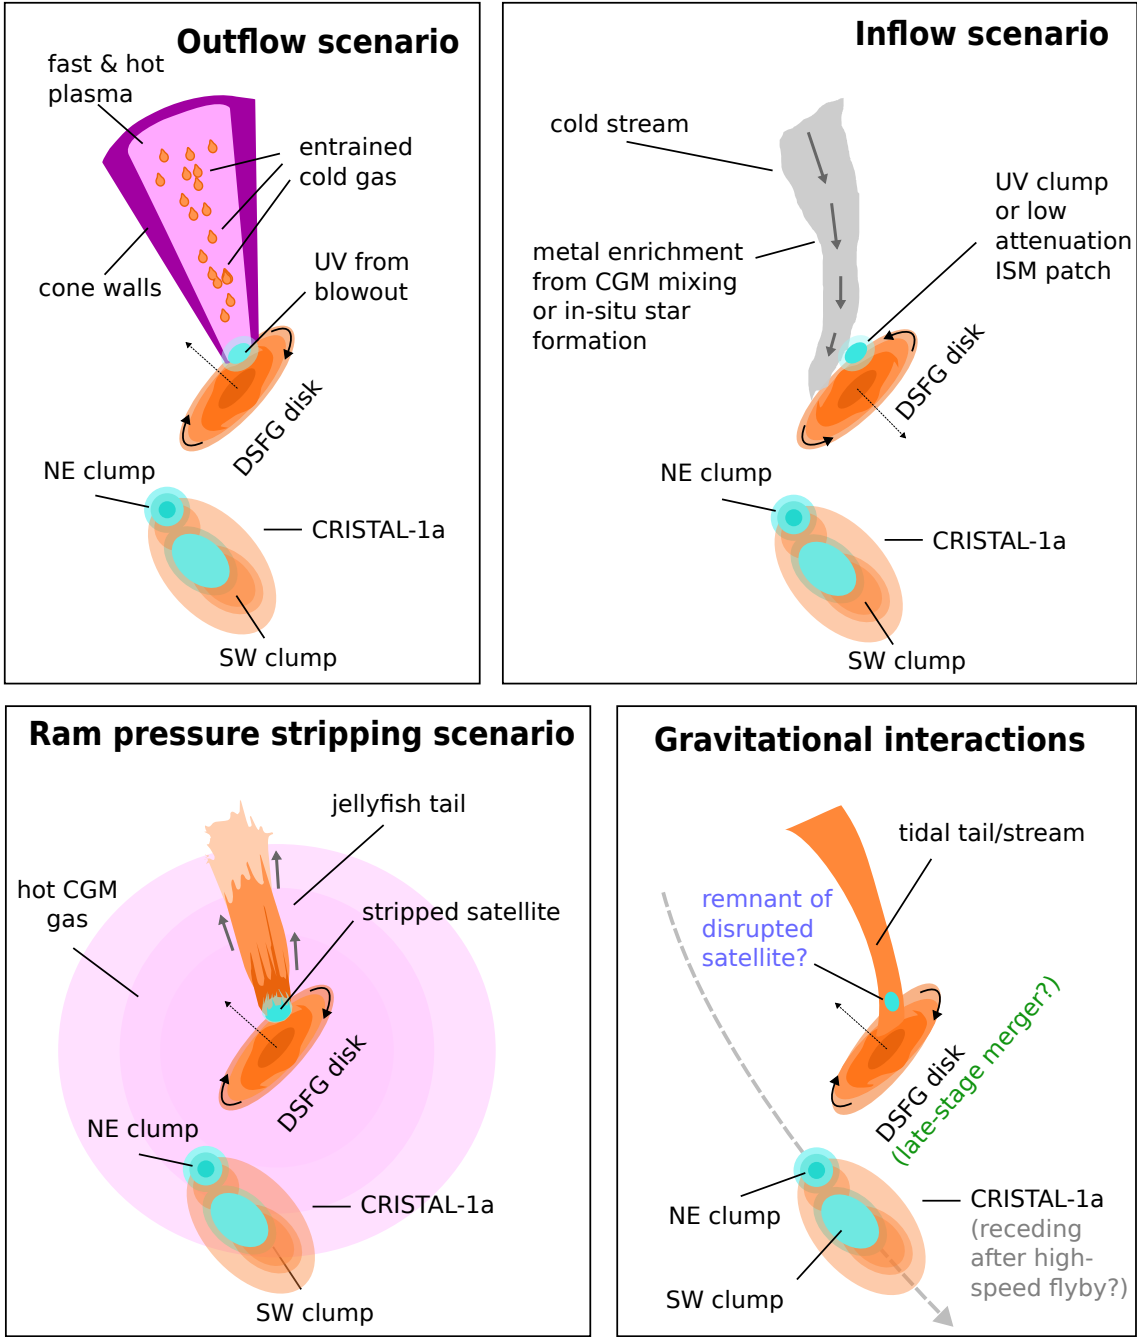 Outflow scenario
fast & hot
plasma
entrained
cold gas
UV from
blowout
cone walls
DSFG disk
NE clump
CRISTAL-1a
SW clump
Inflow scenario
cold stream
UV clump
or low
attenuation
ISM patch
metal enrichment
from CGM mixing
or in-situ star
formation
DSFG disk
NE clump
CRISTAL-1a
SW clump
Ram pressure stripping scenario
jellyfish tail
hot CGM
gas
stripped satellite
DSFG disk
NE clump
CRISTAL-1a
SW clump
Gravitational interactions
tidal tail/stream
remnant of
disrupted
satellite?
DSFG disk
(late-stage merger?)
NE clump
CRISTAL-1a
(receding
after high-
speed flyby?)
SW clump